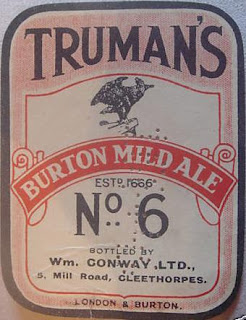 TRUMAN'S
BURTON MILD ALE
ESTD. 1666
No 6
BOTTLED BY
Wm. CONWAY, LTD.,
5, Mill Road, CLEETHORPES.
LONDON & BURTON.